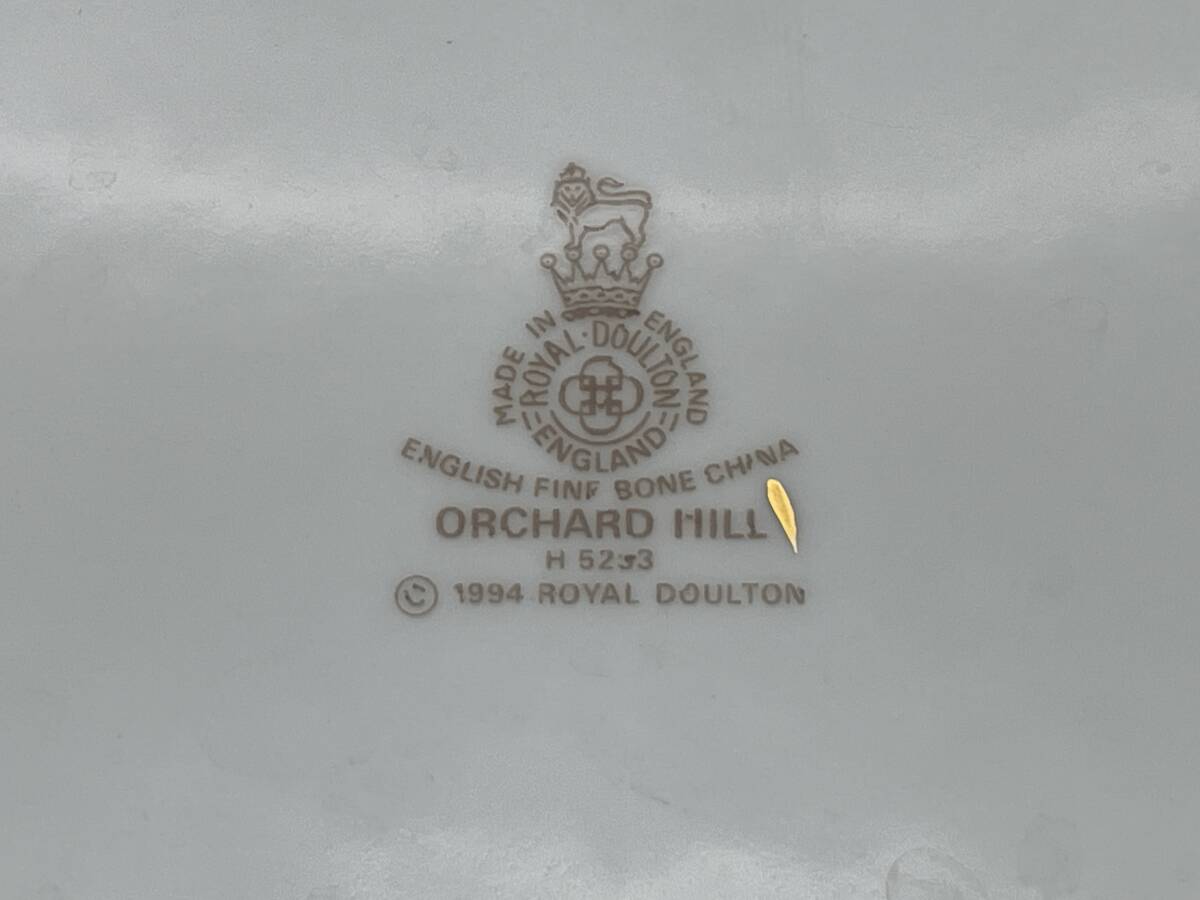 MADE IN ENGLAND
ROYAL · DOULTON
ENGLAND
ENGLISH FINE BONE CHINA
ORCHARD HILL
H
© 1994 ROYAL DOULTON